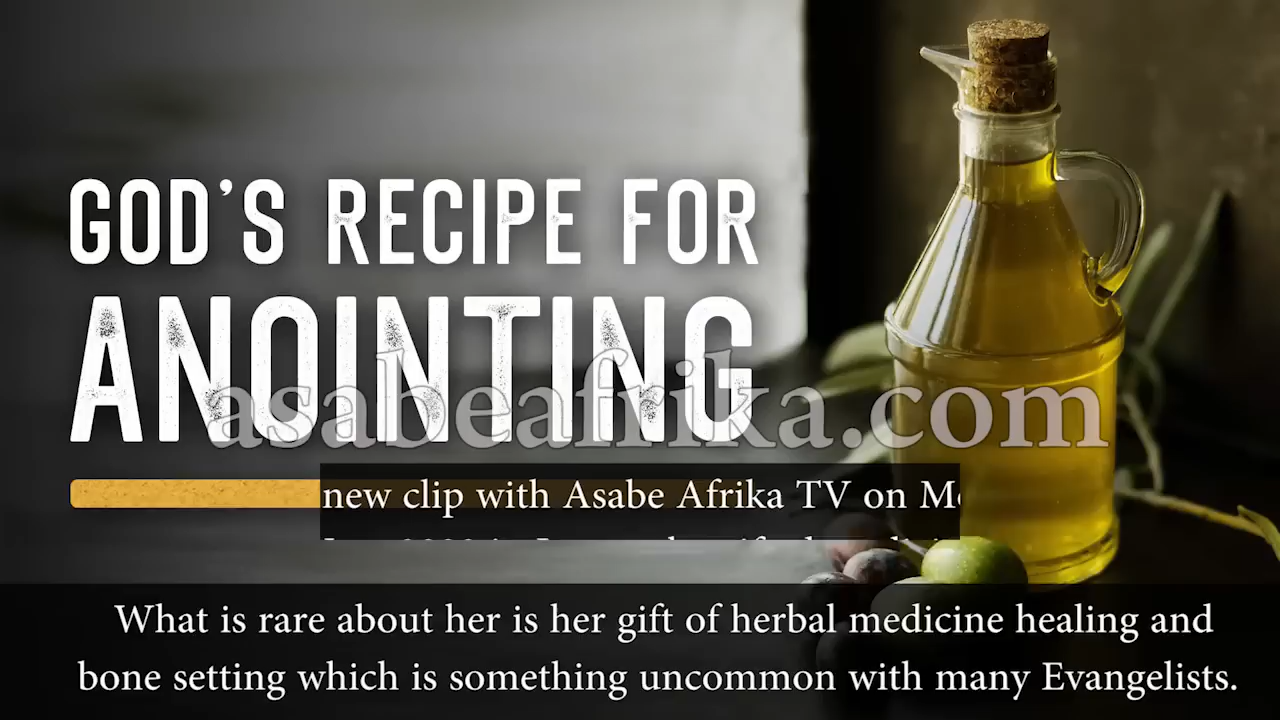 GOD'S RECIPE FOR
ANOINTING
asabeafrika.com
new clip with Asabe Afrika TV on
What is rare about her is her gift of herbal medicine healing and
bone setting which is something uncommon with many Evangelists.